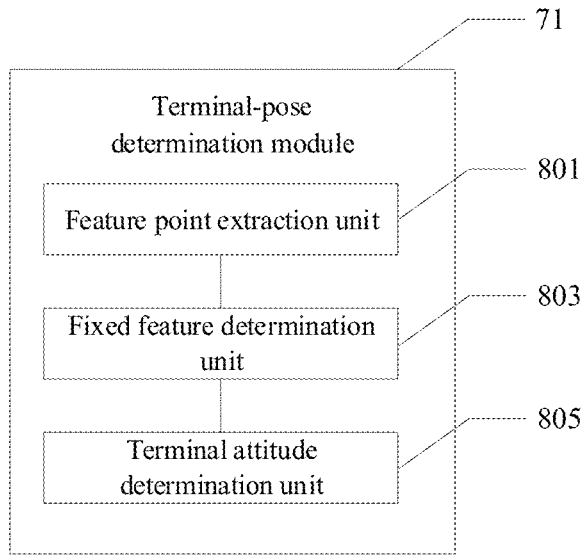 71
Terminal-pose
determination module
801
Feature point extraction unit
803
Fixed feature determination
unit
805
Terminal attitude
determination unit